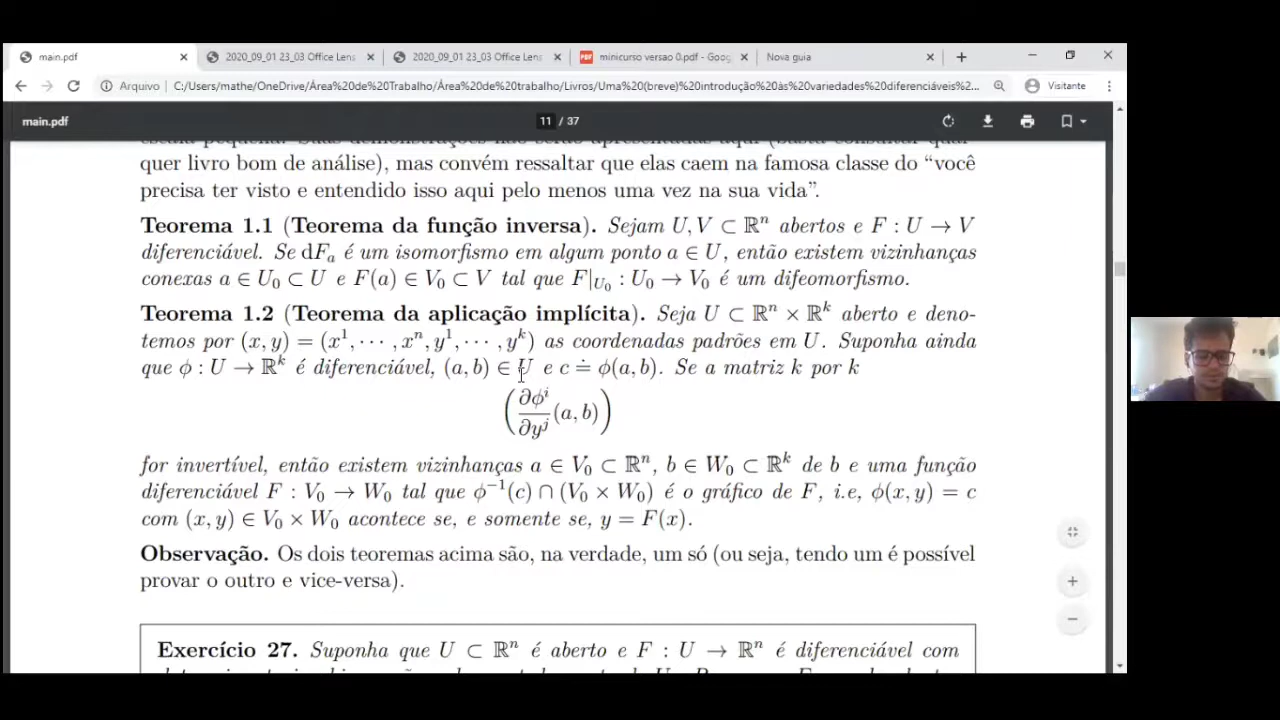 main.pdf
2020_09_01 23_03 Office Lens
2020_09_01 23_03 Office Lens
minicurso versao 0.pdf - Goog
Nova guia
Arquivo | C:/Users/mathe/OneDrive/Área%20de%20Trabalho/Área%20de%20trabalho/Livros/Uma%20(breve)%20introdução%20às%20variedades%20diferenciáveis%2...
Visitante
main.pdf
11 / 37
quer livro bom de análise), mas convém ressaltar que elas caem na famosa classe do “você
precisa ter visto e entendido isso aqui pelo menos uma vez na sua vida”.
Teorema 1.1 (Teorema da função inversa). Sejam U, V ⊂ ℝⁿ abertos e F : U → V
diferenciável. Se dFₐ é um isomorfismo em algum ponto a ∈ U, então existem vizinhanças
conexas a ∈ U₀ ⊂ U e F(a) ∈ V₀ ⊂ V tal que F|_{U₀} : U₀ → V₀ é um difeomorfismo.
Teorema 1.2 (Teorema da aplicação implícita). Seja U ⊂ ℝⁿ × ℝᵏ aberto e deno-
temos por (x, y) = (x¹, ⋯ , xⁿ, y¹, ⋯ , yᵏ) as coordenadas padrões em U. Suponha ainda
que ϕ : U → ℝᵏ é diferenciável, (a, b) ∈ U e c ≐ ϕ(a, b). Se a matriz k por k
(∂ϕⁱ/∂yʲ (a, b))
for invertível, então existem vizinhanças a ∈ V₀ ⊂ ℝⁿ, b ∈ W₀ ⊂ ℝᵏ de b e uma função
diferenciável F : V₀ → W₀ tal que ϕ⁻¹(c) ∩ (V₀ × W₀) é o gráfico de F, i.e, ϕ(x, y) = c
com (x, y) ∈ V₀ × W₀ acontece se, e somente se, y = F(x).
Observação. Os dois teoremas acima são, na verdade, um só (ou seja, tendo um é possível
provar o outro e vice-versa).
Exercício 27. Suponha que U ⊂ ℝⁿ é aberto e F : U → ℝⁿ é diferenciável com